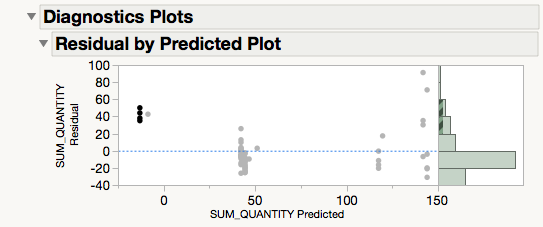 Diagnostics Plots
Residual by Predicted Plot
SUM_QUANTITY
Residual
100
80
60
40
20
0
-20
-40
0
50
100
150
SUM_QUANTITY Predicted